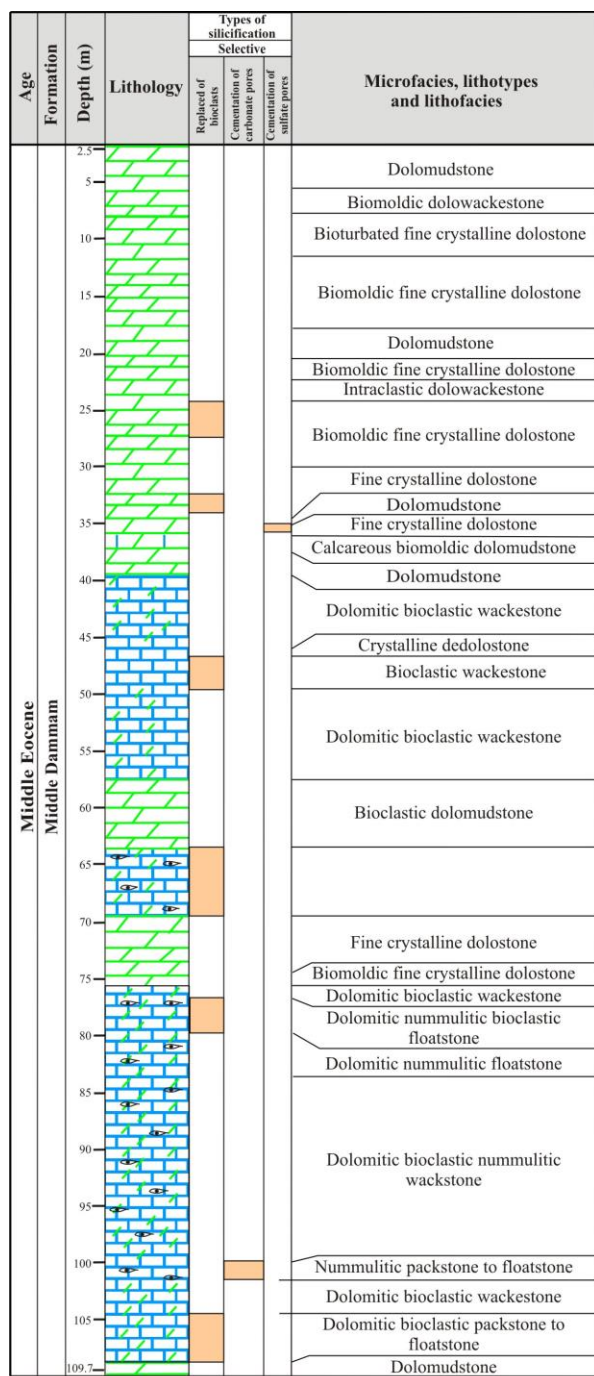 Age
Formation
Depth (m)
Lithology
Types of
silicification
Selective
Replaced of
bioclasts
Cementation of
carbonate pores
Cementation of
sulfate pores
Microfacies, lithotypes
and lithofacies
Middle Eocene
Middle Dammam
2.5
5
10
15
20
25
30
35
40
45
50
55
60
65
70
75
80
85
90
95
100
105
109.7
Dolomudstone
Biomoldic dolowackestone
Bioturbated fine crystalline dolostone
Biomoldic fine crystalline dolostone
Dolomudstone
Biomoldic fine crystalline dolostone
Intraclastic dolowackestone
Biomoldic fine crystalline dolostone
Fine crystalline dolostone
Dolomudstone
Fine crystalline dolostone
Calcareous biomoldic dolomudstone
Dolomudstone
Dolomitic bioclastic wackestone
Crystalline dedolostone
Bioclastic wackestone
Dolomitic bioclastic wackestone
Bioclastic dolomudstone
Fine crystalline dolostone
Biomoldic fine crystalline dolostone
Dolomitic bioclastic wackestone
Dolomitic nummulitic bioclastic
floatstone
Dolomitic nummulitic floatstone
Dolomitic bioclastic nummulitic
wackstone
Nummulitic packstone to floatstone
Dolomitic bioclastic wackestone
Dolomitic bioclastic packstone to
floatstone
Dolomudstone